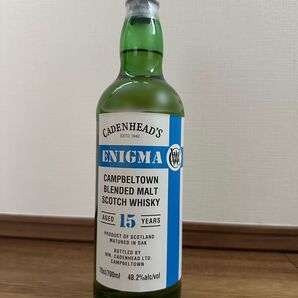 CADENHEAD'S
ESTD. 1842
ENIGMA
CAMPBELTOWN
BLENDED MALT
SCOTCH WHISKY
AGED 15 YEARS
PRODUCT OF SCOTLAND
MATURED IN OAK
BOTTLED BY
WM. CADENHEAD LTD.
CAMPBELTOWN
70cl/700ml 48.2%alc/vol